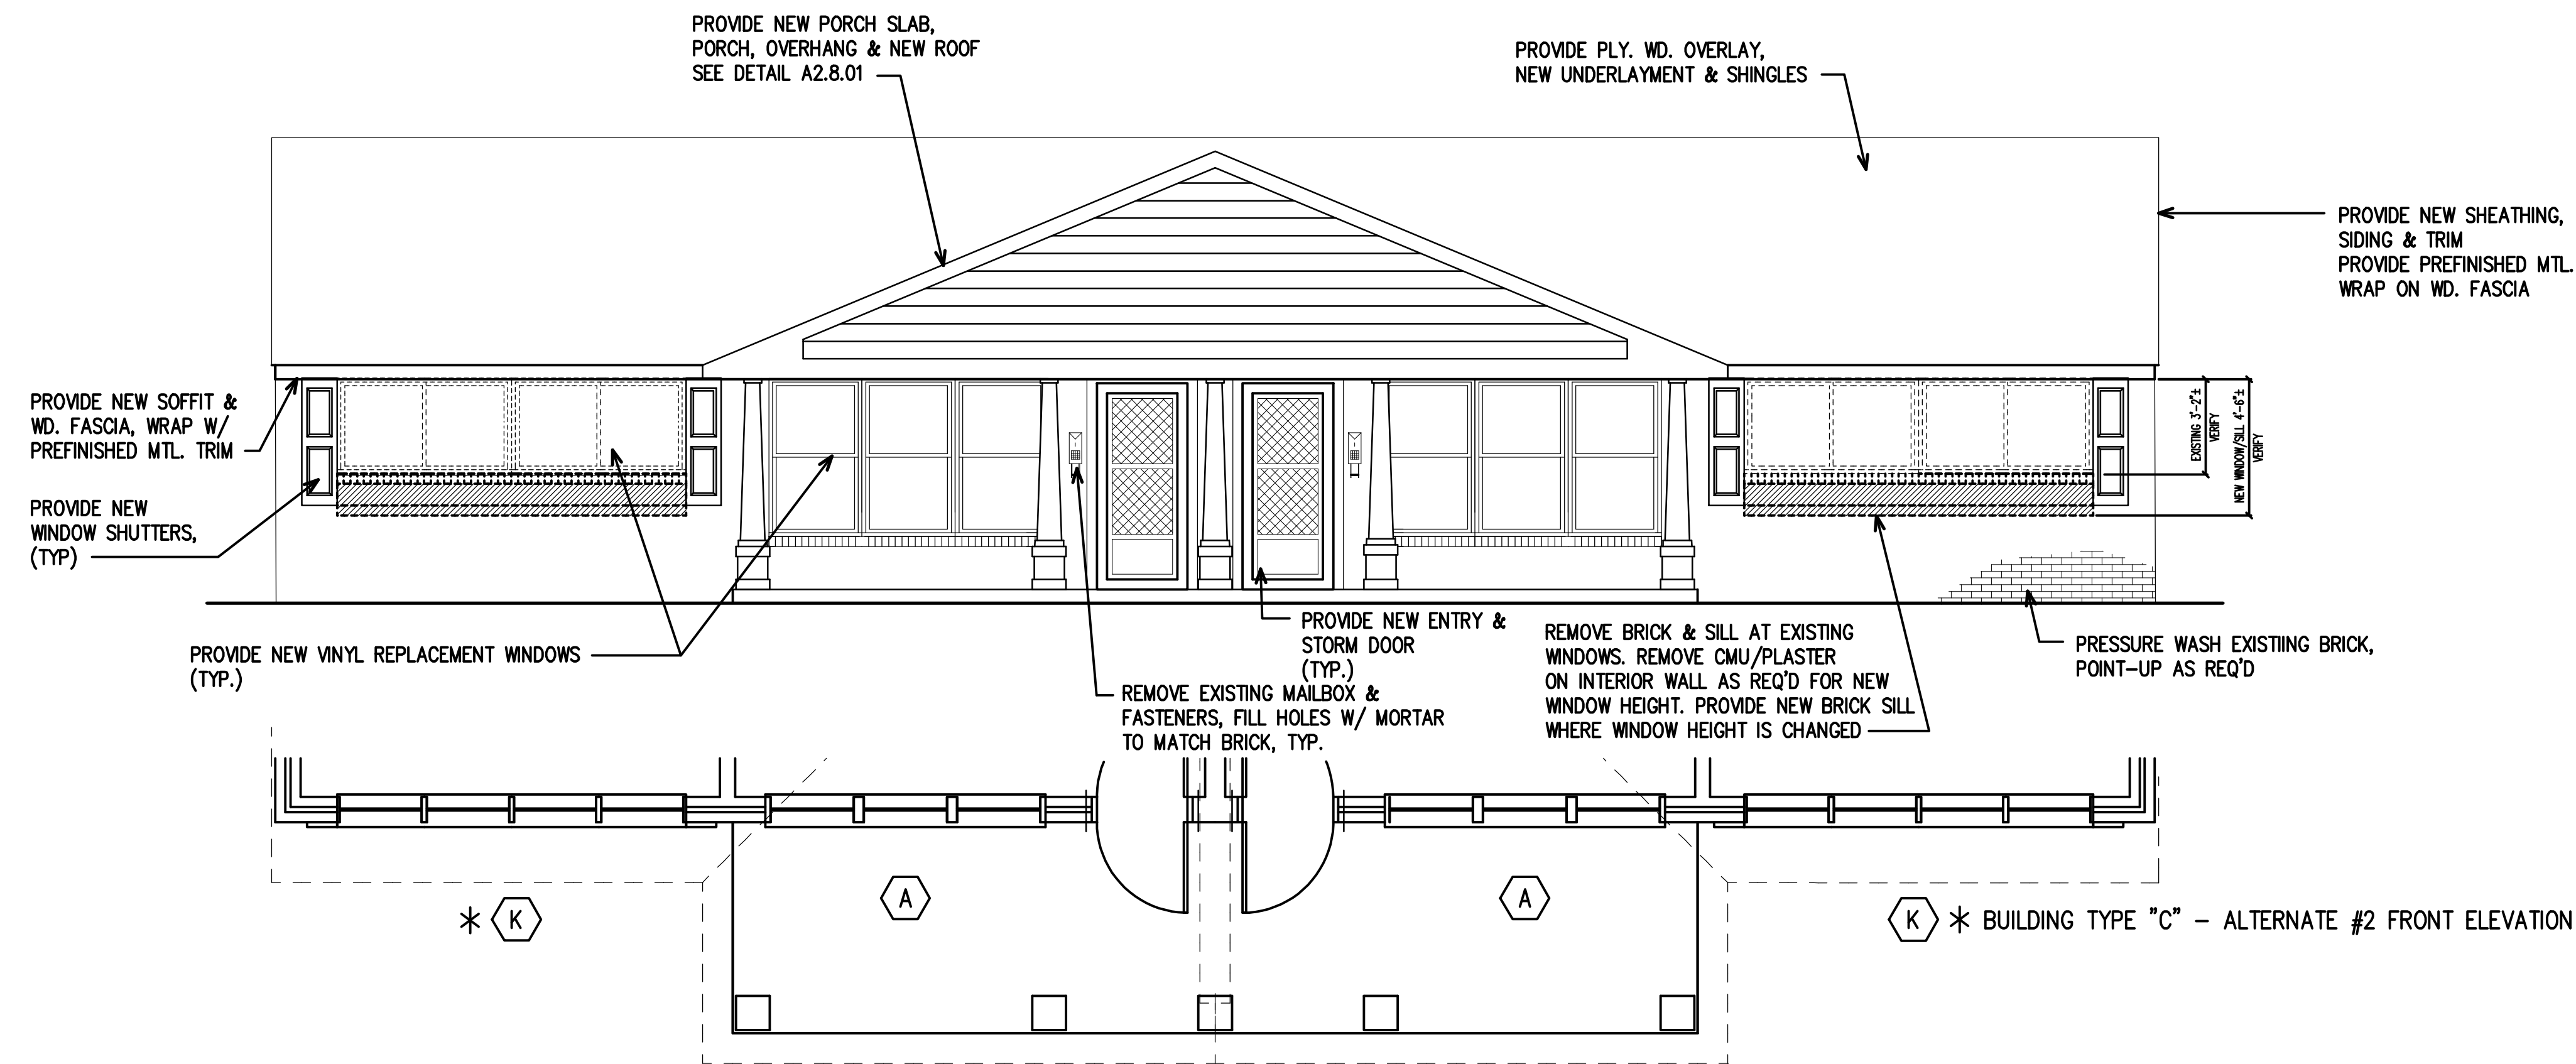 PROVIDE NEW PORCH SLAB,
PORCH, OVERHANG & NEW ROOF
SEE DETAIL A2.8.01
PROVIDE PLY. WD. OVERLAY,
NEW UNDERLAYMENT & SHINGLES
PROVIDE NEW SHEATHING,
SIDING & TRIM
PROVIDE PREFINISHED MTL.
WRAP ON WD. FASCIA
PROVIDE NEW SOFFIT &
WD. FASCIA, WRAP W/
PREFINISHED MTL. TRIM
PROVIDE NEW
WINDOW SHUTTERS,
(TYP)
EXISTING 3'-2"±
VERIFY
NEW WINDOW/SILL 4'-6"±
VERIFY
PROVIDE NEW VINYL REPLACEMENT WINDOWS
(TYP.)
PROVIDE NEW ENTRY &
STORM DOOR
(TYP.)
REMOVE EXISTING MAILBOX &
FASTENERS, FILL HOLES W/ MORTAR
TO MATCH BRICK, TYP.
REMOVE BRICK & SILL AT EXISTING
WINDOWS. REMOVE CMU/PLASTER
ON INTERIOR WALL AS REQ'D FOR NEW
WINDOW HEIGHT. PROVIDE NEW BRICK SILL
WHERE WINDOW HEIGHT IS CHANGED
PRESSURE WASH EXISTIING BRICK,
POINT-UP AS REQ'D
* K
A
A
K * BUILDING TYPE "C" - ALTERNATE #2 FRONT ELEVATION